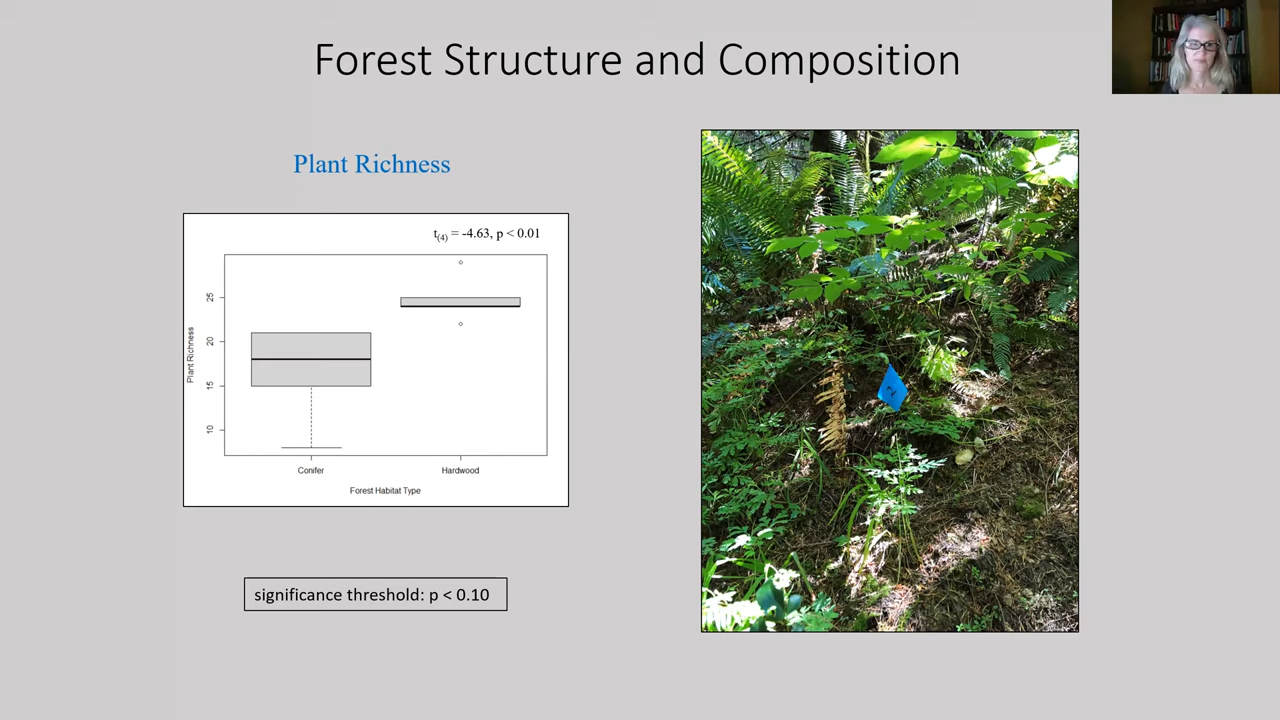 Forest Structure and Composition
Plant Richness
t(4) = -4.63, p < 0.01
Plant Richness
25
20
15
10
Conifer
Hardwood
Forest Habitat Type
significance threshold: p < 0.10